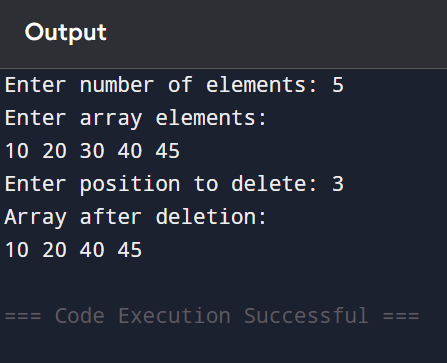 Output
Enter number of elements: 5
Enter array elements:
10 20 30 40 45
Enter position to delete: 3
Array after deletion:
10 20 40 45
=== Code Execution Successful ===